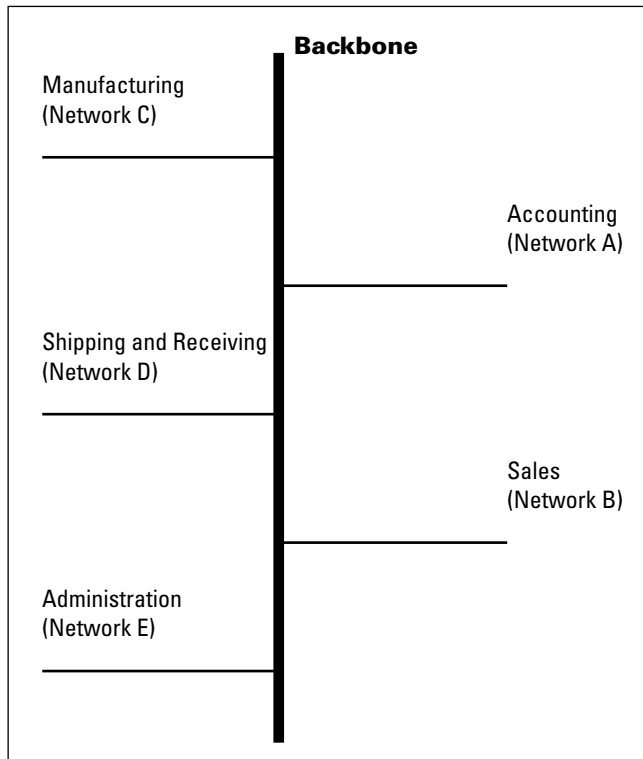 Backbone
Manufacturing
(Network C)
Accounting
(Network A)
Shipping and Receiving
(Network D)
Sales
(Network B)
Administration
(Network E)